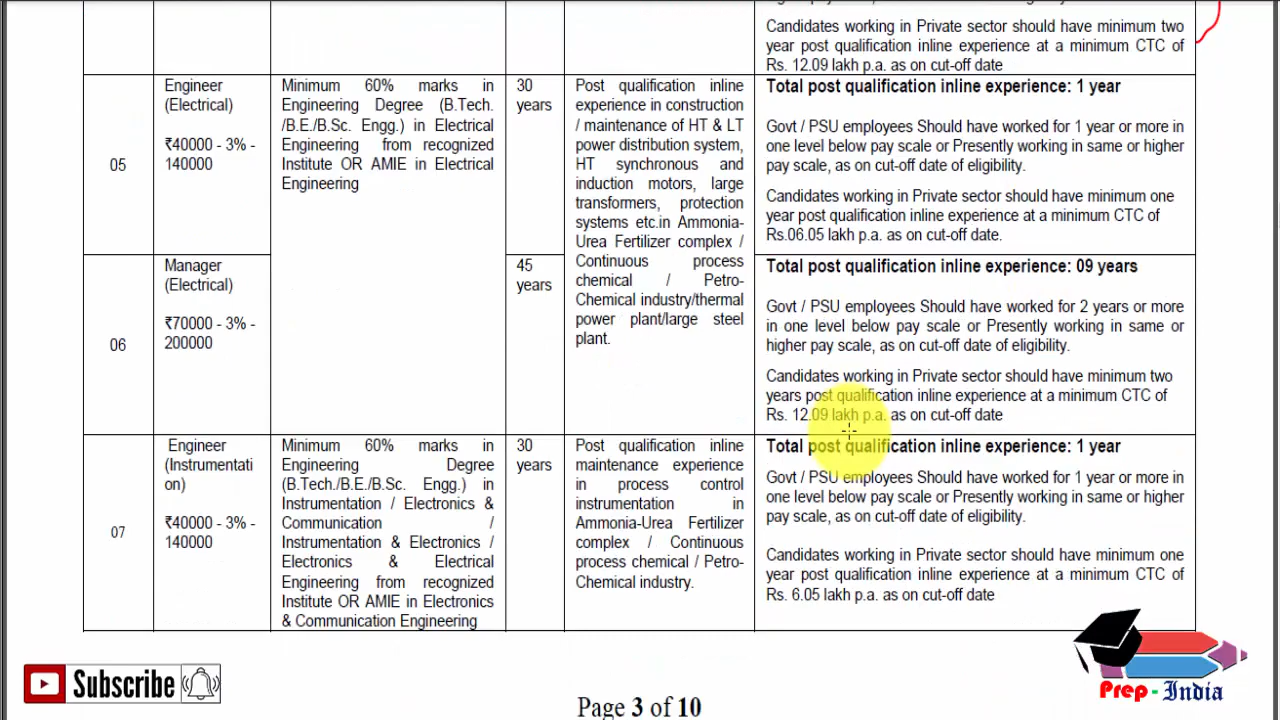 Candidates working in Private sector should have minimum two
year post qualification inline experience at a minimum CTC of
Rs. 12.09 lakh p.a. as on cut-off date
05
Engineer
(Electrical)
₹40000 - 3% -
140000
Minimum 60% marks in
Engineering Degree (B.Tech.
/B.E./B.Sc. Engg.) in Electrical
Engineering from recognized
Institute OR AMIE in Electrical
Engineering
30
years
Post qualification inline
experience in construction
/ maintenance of HT & LT
power distribution system,
HT synchronous and
induction motors, large
transformers, protection
systems etc.in Ammonia-
Urea Fertilizer complex /
Continuous process
chemical / Petro-
Chemical industry/thermal
power plant/large steel
plant.
Total post qualification inline experience: 1 year
Govt / PSU employees Should have worked for 1 year or more in
one level below pay scale or Presently working in same or higher
pay scale, as on cut-off date of eligibility.
Candidates working in Private sector should have minimum one
year post qualification inline experience at a minimum CTC of
Rs.06.05 lakh p.a. as on cut-off date.
06
Manager
(Electrical)
₹70000 - 3% -
200000
45
years
Total post qualification inline experience: 09 years
Govt / PSU employees Should have worked for 2 years or more
in one level below pay scale or Presently working in same or
higher pay scale, as on cut-off date of eligibility.
Candidates working in Private sector should have minimum two
years post qualification inline experience at a minimum CTC of
Rs. 12.09 lakh p.a. as on cut-off date
07
Engineer
(Instrumentati
on)
₹40000 - 3% -
140000
Minimum 60% marks in
Engineering Degree
(B.Tech./B.E./B.Sc. Engg.) in
Instrumentation / Electronics &
Communication /
Instrumentation & Electronics /
Electronics & Electrical
Engineering from recognized
Institute OR AMIE in Electronics
& Communication Engineering
30
years
Post qualification inline
maintenance experience
in process control
instrumentation in
Ammonia-Urea Fertilizer
complex / Continuous
process chemical / Petro-
Chemical industry.
Total post qualification inline experience: 1 year
Govt / PSU employees Should have worked for 1 year or more in
one level below pay scale or Presently working in same or higher
pay scale, as on cut-off date of eligibility.
Candidates working in Private sector should have minimum one
year post qualification inline experience at a minimum CTC of
Rs. 6.05 lakh p.a. as on cut-off date
Subscribe
Prep - India
Page 3 of 10